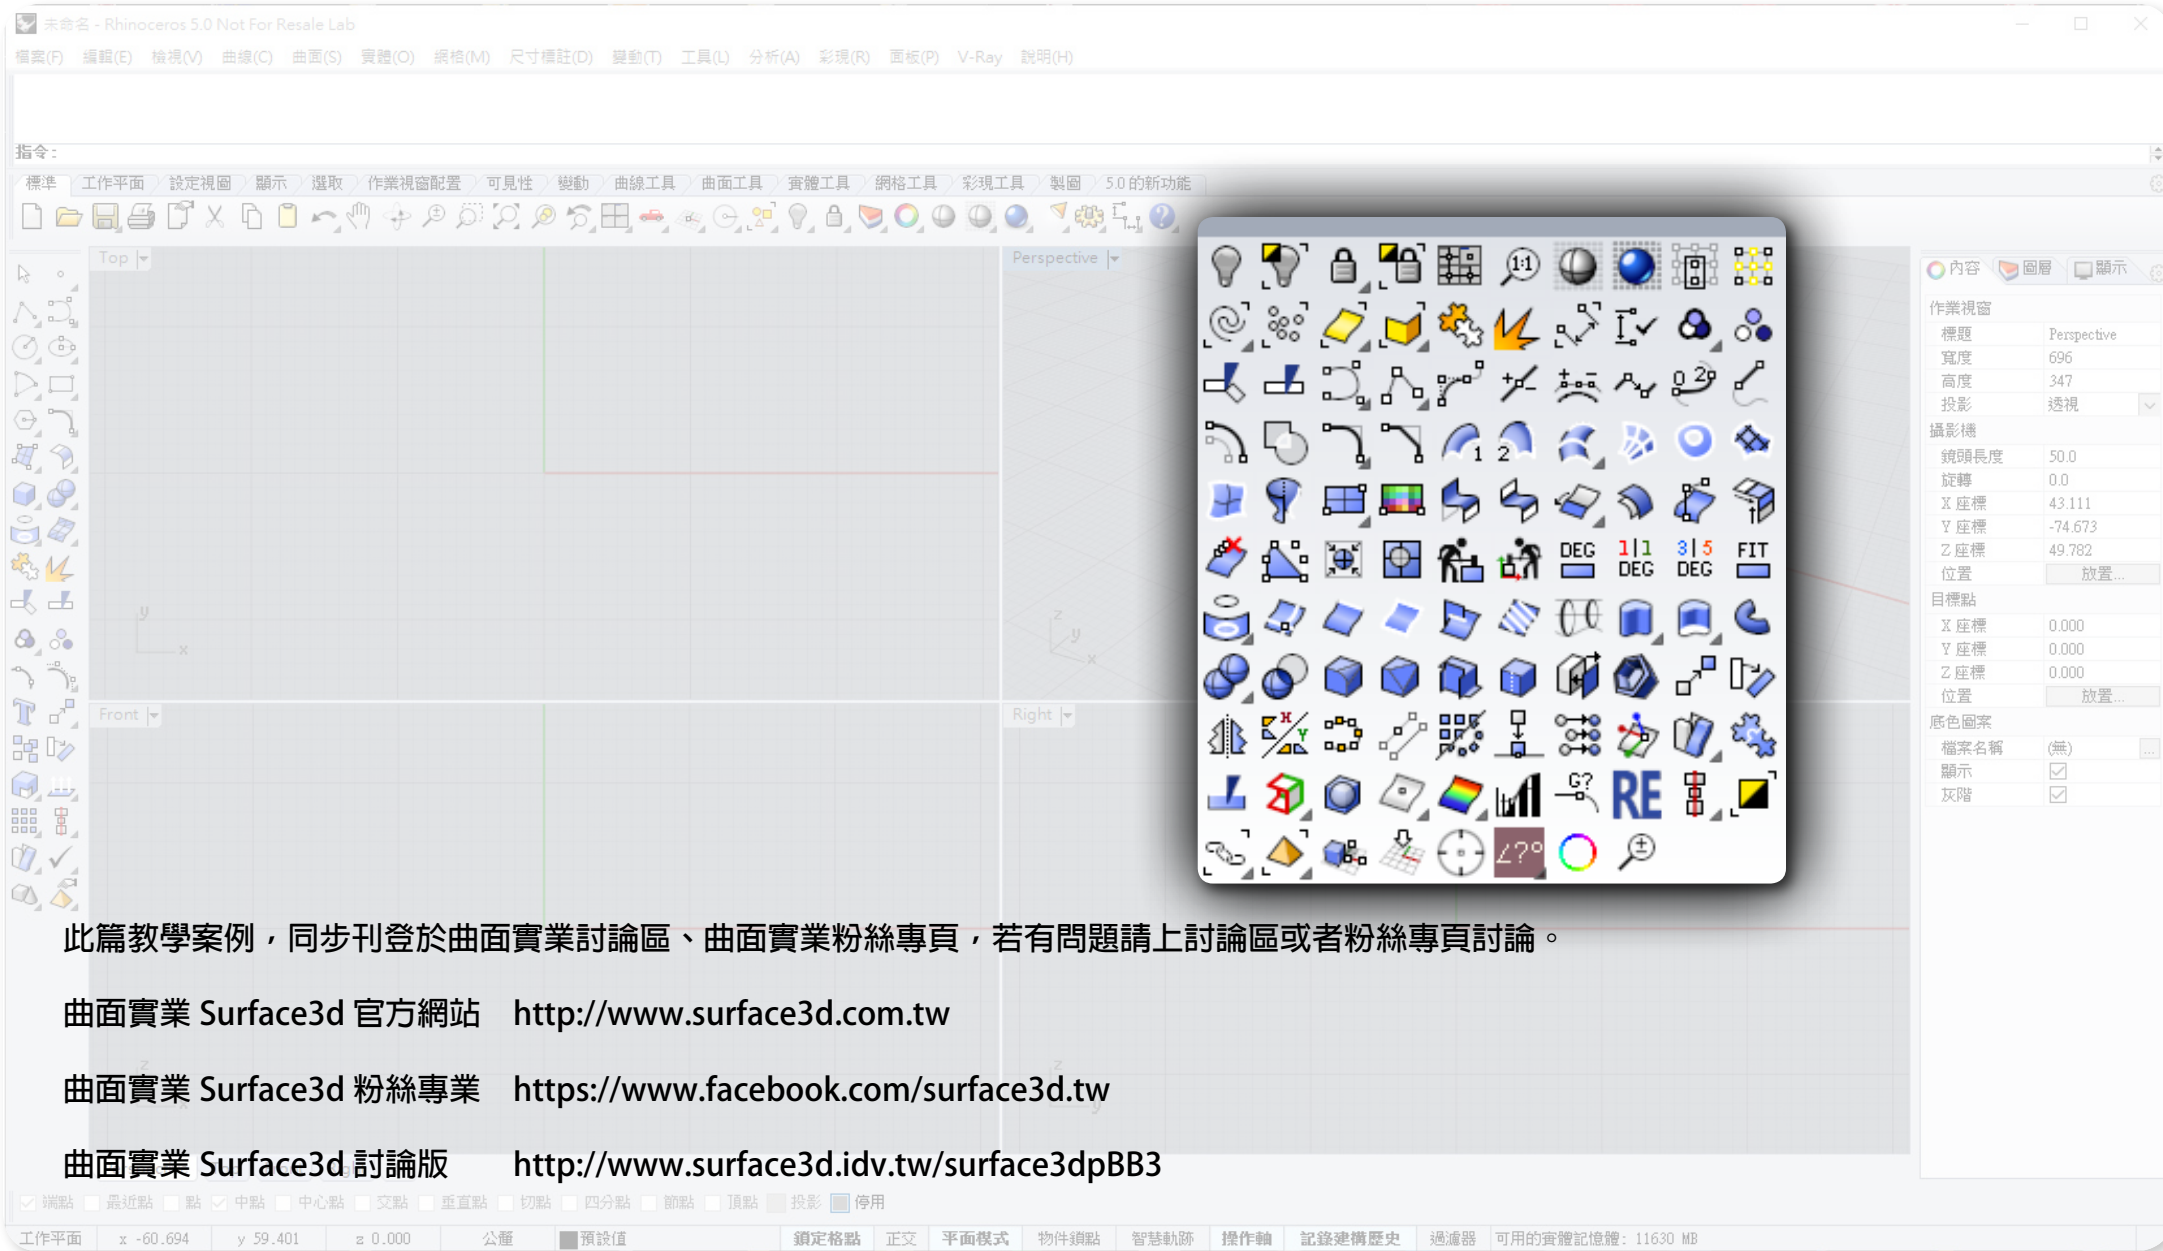 未命名 - Rhinoceros 5.0 Not For Resale Lab
檔案(F) 編輯(E) 檢視(V) 曲線(C) 曲面(S) 實體(O) 網格(M) 尺寸標註(D) 變動(T) 工具(L) 分析(A) 彩現(R) 面板(P) V-Ray 說明(H)
指令:
標準 工作平面 設定視圖 顯示 選取 作業視窗配置 可見性 變動 曲線工具 曲面工具 實體工具 網格工具 彩現工具 製圖 5.0 的新功能
Top
Perspective
內容 圖層 顯示
作業視窗
標題 Perspective
寬度 696
高度 347
投影 透視
攝影機
鏡頭長度 50.0
旋轉 0.0
X 座標 43.111
Y 座標 -74.673
Z 座標 49.782
位置 放置...
目標點
X 座標 0.000
Y 座標 0.000
Z 座標 0.000
位置 放置...
底色圖案
檔案名稱 (無) ...
顯示
灰階
1:1
2
1 2
DEG 1|1 DEG 3|5 DEG FIT
X Y
G? RE
∠?°
y x
z y x
Front
Right
z x
z y
此篇教學案例，同步刊登於曲面實業討論區、曲面實業粉絲專頁，若有問題請上討論區或者粉絲專頁討論。
曲面實業 Surface3d 官方網站 http://www.surface3d.com.tw
曲面實業 Surface3d 粉絲專業 https://www.facebook.com/surface3d.tw
曲面實業 Surface3d 討論版 http://www.surface3d.idv.tw/surface3dpBB3
端點 最近點 點 中點 中心點 交點 垂直點 切點 四分點 節點 頂點 投影 停用
工作平面 x -60.694 y 59.401 z 0.000 公釐 預設值 鎖定格點 正交 平面模式 物件鎖點 智慧軌跡 操作軸 記錄建構歷史 過濾器 可用的實體記憶體: 11630 MB